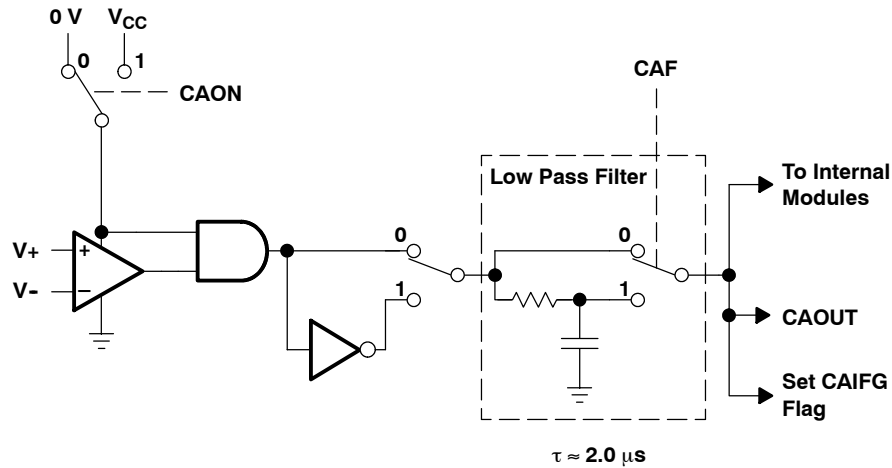 0 V
VCC
0
1
CAON
CAF
Low Pass Filter
To Internal
Modules
V+
+
V-
−
0
1
0
1
CAOUT
Set CAIFG
Flag
τ ≈ 2.0 μs